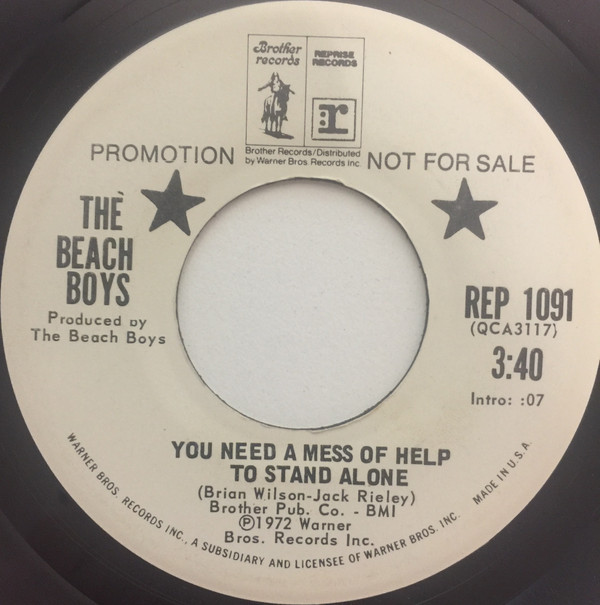 Brother
records
REPRISE
RECORDS
r
Brother Records/Distributed
by Warner Bros Records Inc.
PROMOTION
NOT FOR SALE
THE
BEACH
BOYS
Produced by
The Beach Boys
REP 1091
(QCA3117)
3:40
Intro: :07
YOU NEED A MESS OF HELP
TO STAND ALONE
(Brian Wilson-Jack Rieley)
Brother Pub. Co. - BMI
Ⓟ1972 Warner
Bros. Records Inc.
WARNER BROS. RECORDS INC., A SUBSIDIARY AND LICENSEE OF WARNER BROS. INC. MADE IN U.S.A.